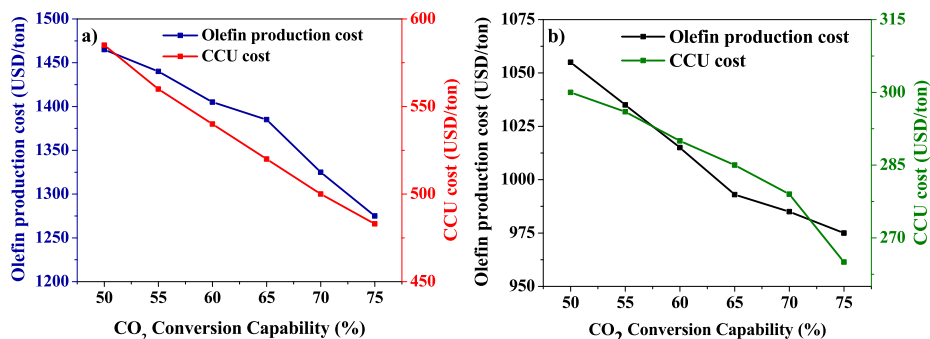 a)
Olefin production cost
CCU cost
Olefin production cost (USD/ton)
1500
1450
1400
1350
1300
1250
1200
CCU cost (USD/ton)
600
550
500
450
50 55 60 65 70 75
CO₂ Conversion Capability (%)
b)
Olefin production cost
CCU cost
Olefin production cost (USD/ton)
1075
1050
1025
1000
975
950
CCU cost (USD/ton)
315
300
285
270
50 55 60 65 70 75
CO₂ Conversion Capability (%)